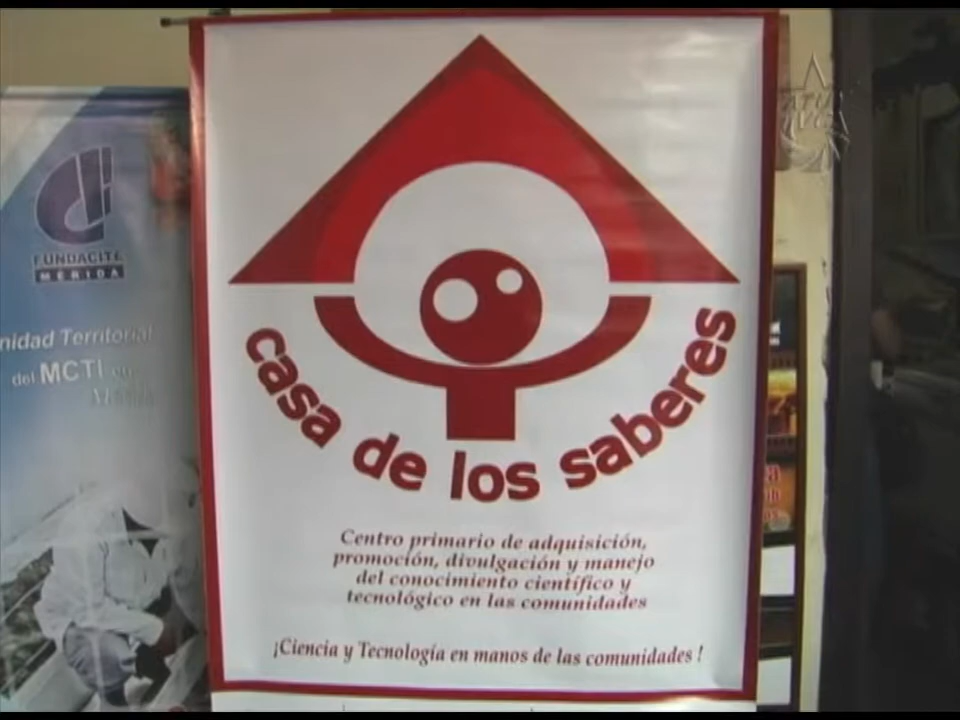 FUNDACITE
MÉRIDA
nidad Territorial
del MCTI en
casa de los saberes
Centro primario de adquisición,
promoción, divulgación y manejo
del conocimiento científico y
tecnológico en las comunidades
¡Ciencia y Tecnología en manos de las comunidades !